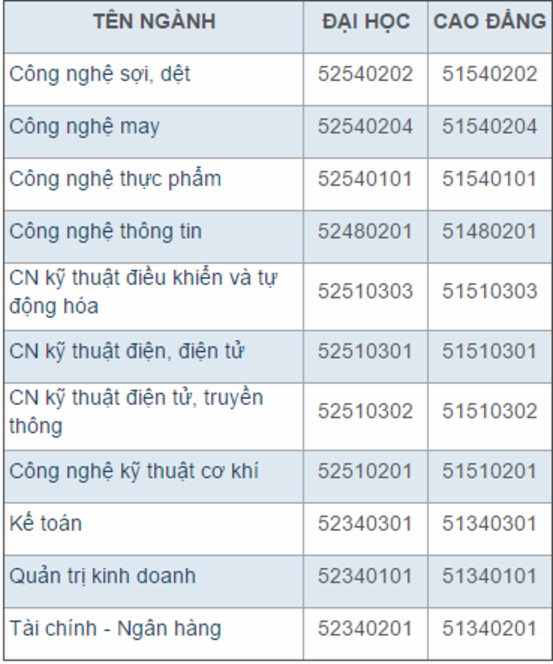 TÊN NGÀNH ĐẠI HỌC CAO ĐẲNG
Công nghệ sợi, dệt 52540202 51540202
Công nghệ may 52540204 51540204
Công nghệ thực phẩm 52540101 51540101
Công nghệ thông tin 52480201 51480201
CN kỹ thuật điều khiển và tự
động hóa 52510303 51510303
CN kỹ thuật điện, điện tử 52510301 51510301
CN kỹ thuật điện tử, truyền
thông 52510302 51510302
Công nghệ kỹ thuật cơ khí 52510201 51510201
Kế toán 52340301 51340301
Quản trị kinh doanh 52340101 51340101
Tài chính - Ngân hàng 52340201 51340201